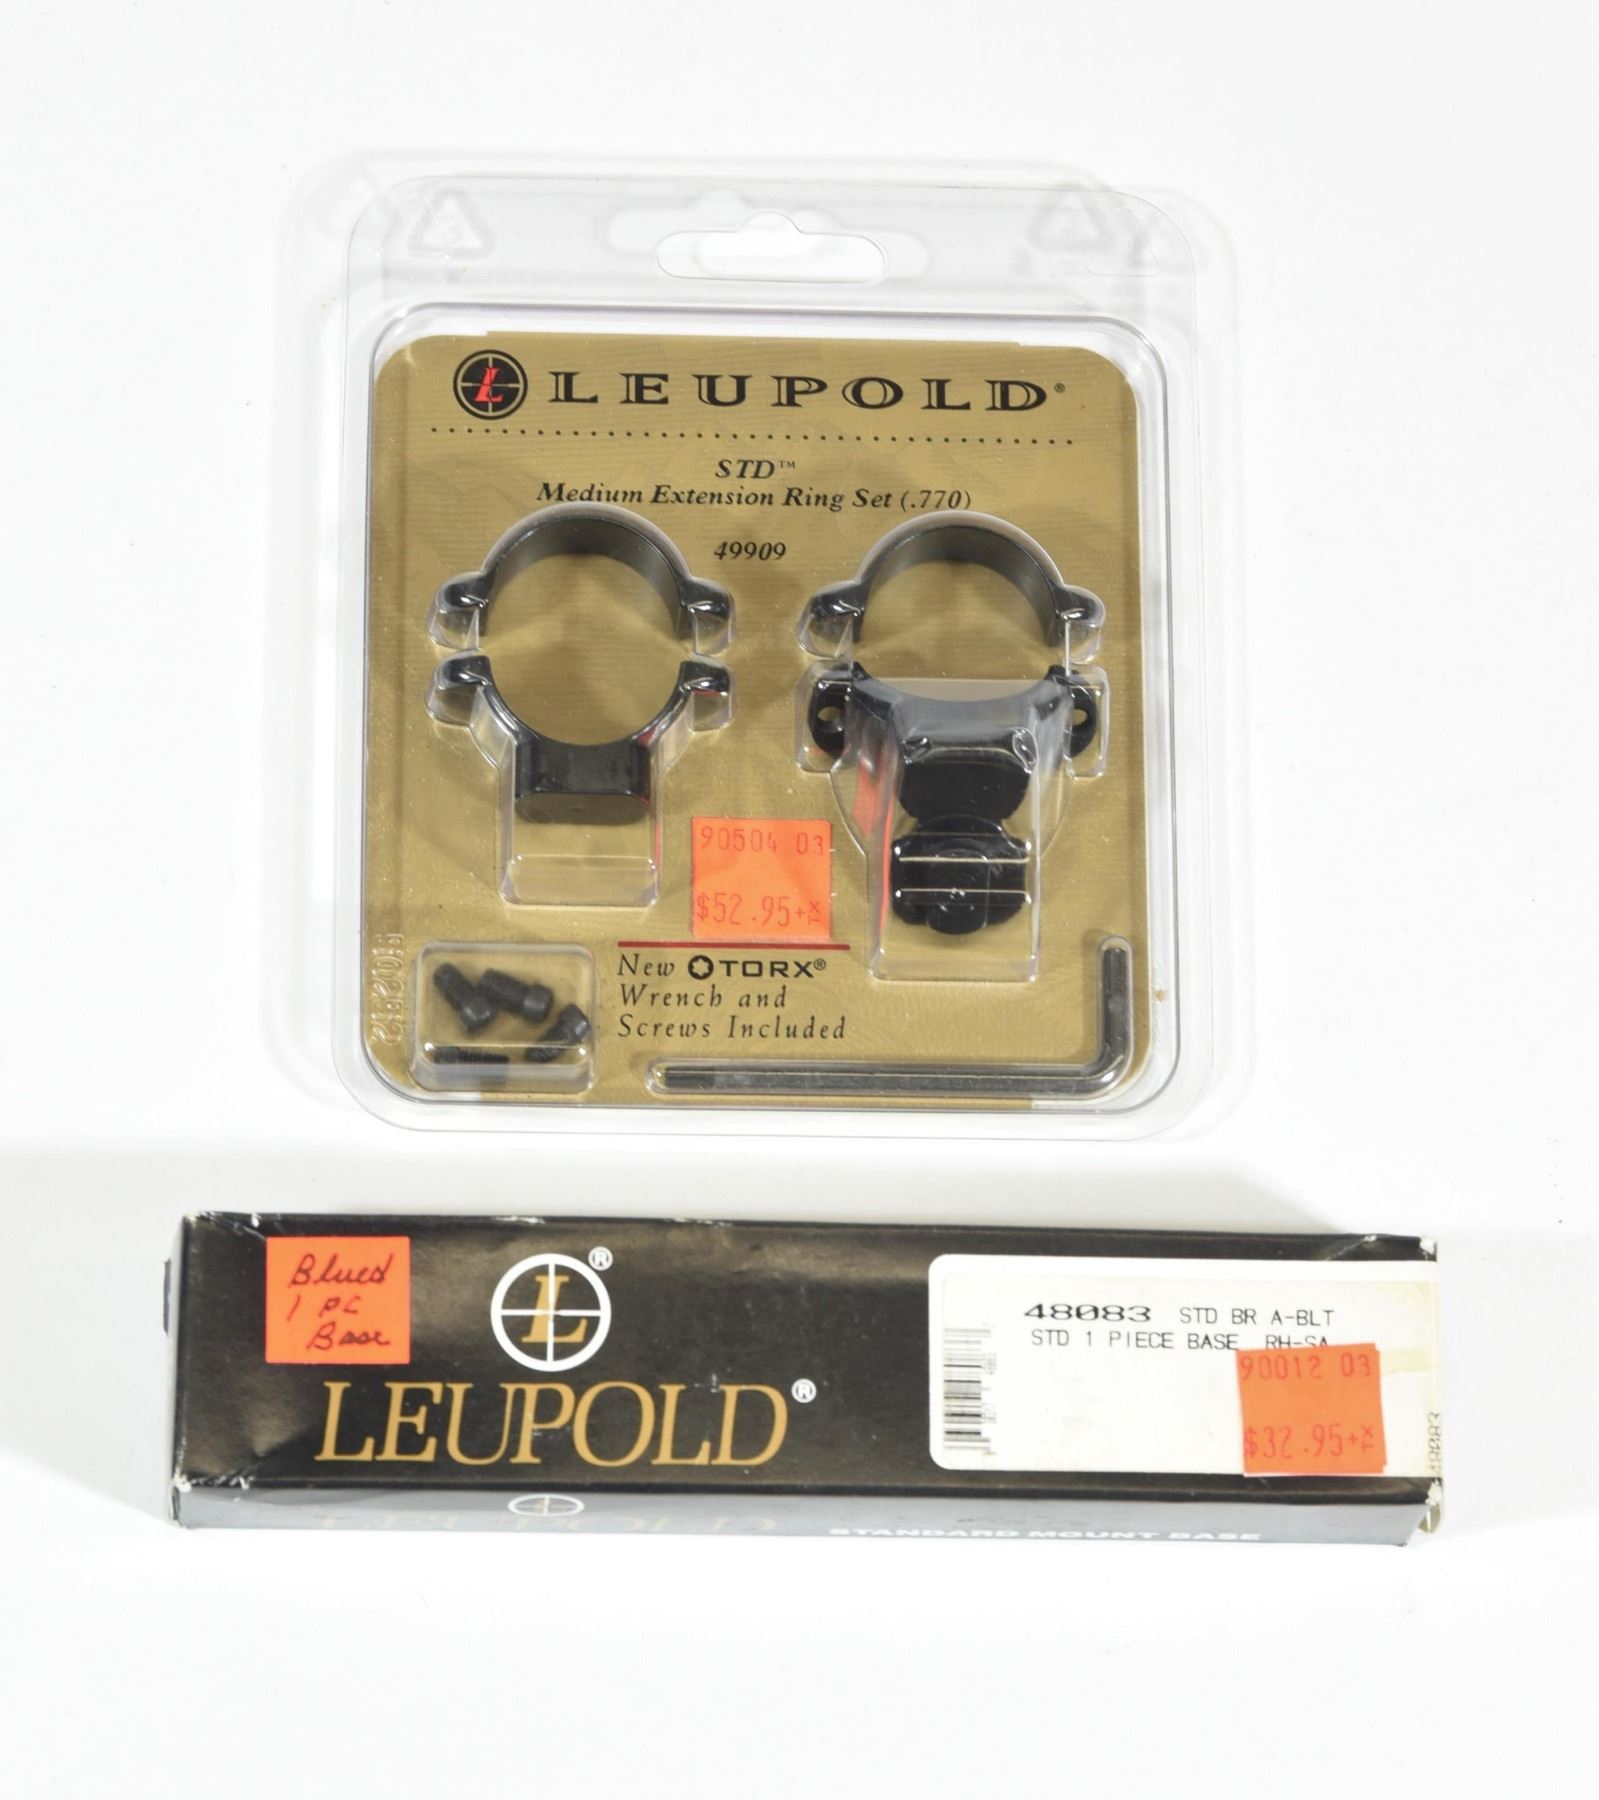 L LEUPOLD®
STD™
Medium Extension Ring Set (.770)
49909
90504 03
$52.95+
New TORX®
Wrench and
Screws Included
Blued
1 PC
Base
L®
LEUPOLD®
48083 STD BR A-BLT
STD 1 PIECE BASE RH-SA
90012 03
$32.95+
48083
LEUPOLD
STANDARD MOUNT BASE